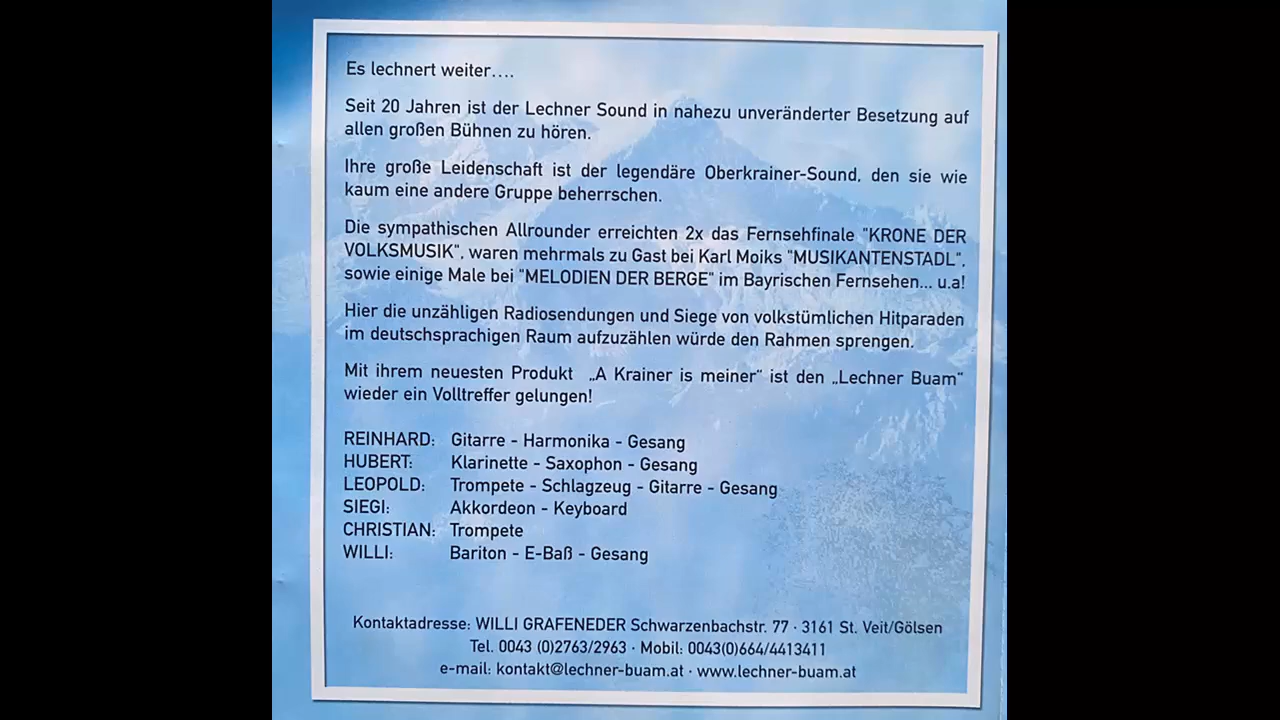 Es lechnert weiter....
Seit 20 Jahren ist der Lechner Sound in nahezu unveränderter Besetzung auf
allen großen Bühnen zu hören.
Ihre große Leidenschaft ist der legendäre Oberkrainer-Sound, den sie wie
kaum eine andere Gruppe beherrschen.
Die sympathischen Allrounder erreichten 2x das Fernsehfinale "KRONE DER
VOLKSMUSIK", waren mehrmals zu Gast bei Karl Moiks "MUSIKANTENSTADL",
sowie einige Male bei "MELODIEN DER BERGE" im Bayrischen Fernsehen... u.a!
Hier die unzähligen Radiosendungen und Siege von volkstümlichen Hitparaden
im deutschsprachigen Raum aufzuzählen würde den Rahmen sprengen.
Mit ihrem neuesten Produkt „A Krainer is meiner“ ist den „Lechner Buam“
wieder ein Volltreffer gelungen!
REINHARD: Gitarre - Harmonika - Gesang
HUBERT: Klarinette - Saxophon - Gesang
LEOPOLD: Trompete - Schlagzeug - Gitarre - Gesang
SIEGI: Akkordeon - Keyboard
CHRISTIAN: Trompete
WILLI: Bariton - E-Baß - Gesang
Kontaktadresse: WILLI GRAFENEDER Schwarzenbachstr. 77 · 3161 St. Veit/Gölsen
Tel. 0043 (0)2763/2963 · Mobil: 0043(0)664/4413411
e-mail: kontakt@lechner-buam.at · www.lechner-buam.at